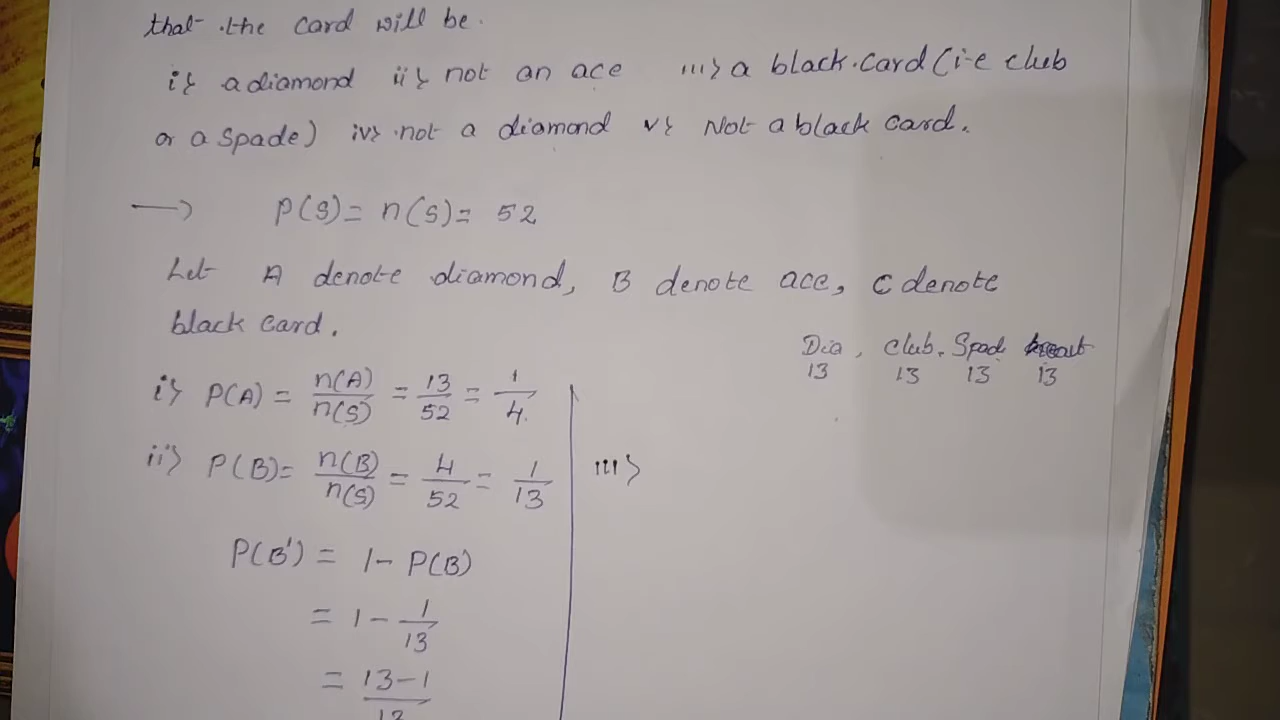 that the card will be.
i} a diamond ii} not an ace iii} a black card (i-e club
or a spade) iv} not a diamond v} Not a black card.
→ P(S) = n(S) = 52
Let A denote diamond, B denote ace, C denote
black card.
Dia, club, Spad heart
13 13 13 13
i} P(A) = n(A)/n(S) = 13/52 = 1/4
ii} P(B) = n(B)/n(S) = 4/52 = 1/13
iii}
P(B') = 1 - P(B)
= 1 - 1/13
= 13-1/13